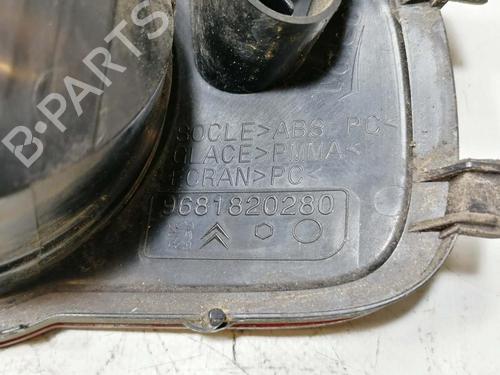 B-PARTS
SOCLE>ABS PC<
GLACE>PMMA<
ECRAN>PC<
9681820280